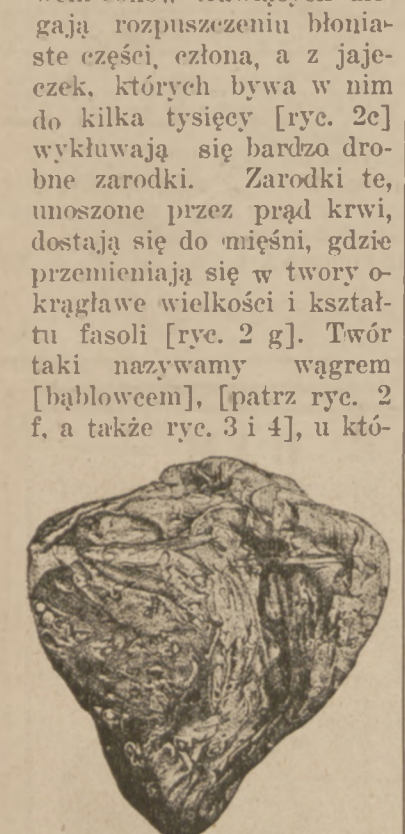 gają rozpuszczeniu błonia-
ste części, człona, a z jaje-
czek, których bywa w nim
do kilka tysięcy [ryc. 2c]
wykłuwają się bardzo dro-
bne zarodki. Zarodki te,
unoszone przez prąd krwi,
dostają się do mięśni, gdzie
przemieniają się w twory o-
krągławe wielkości i kształ-
tu fasoli [ryc. 2 g]. Twór
taki nazywamy wągrem
[bąblowcem], [patrz ryc. 2
f, a także ryc. 3 i 4], u któ-